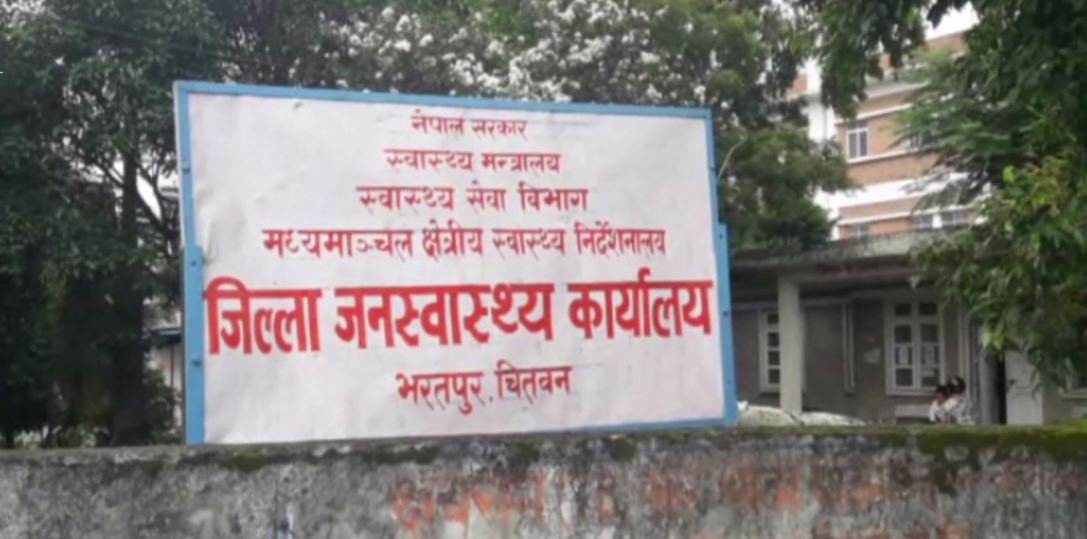 नेपाल सरकार
स्वास्थ्य मन्त्रालय
स्वास्थ्य सेवा विभाग
मध्यमाञ्चल क्षेत्रीय स्वास्थ्य निर्देशनालय
जिल्ला जनस्वास्थ्य कार्यालय
भरतपुर, चितवन